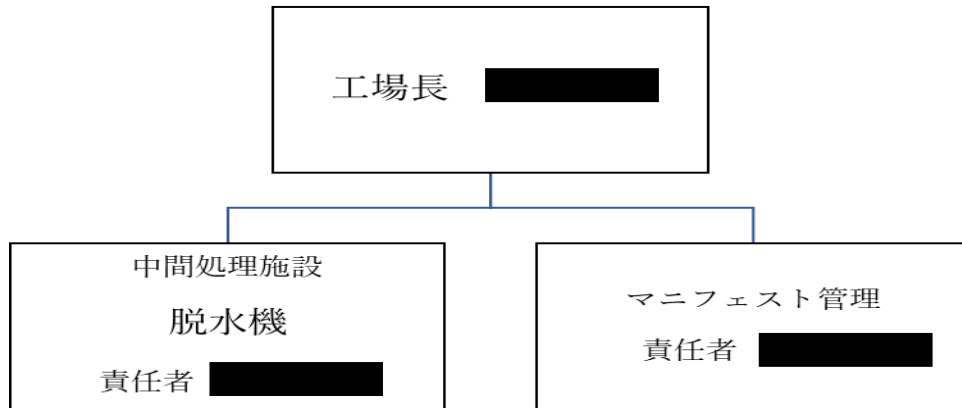 工場長
中間処理施設
脱水機
責任者
マニフェスト管理
責任者